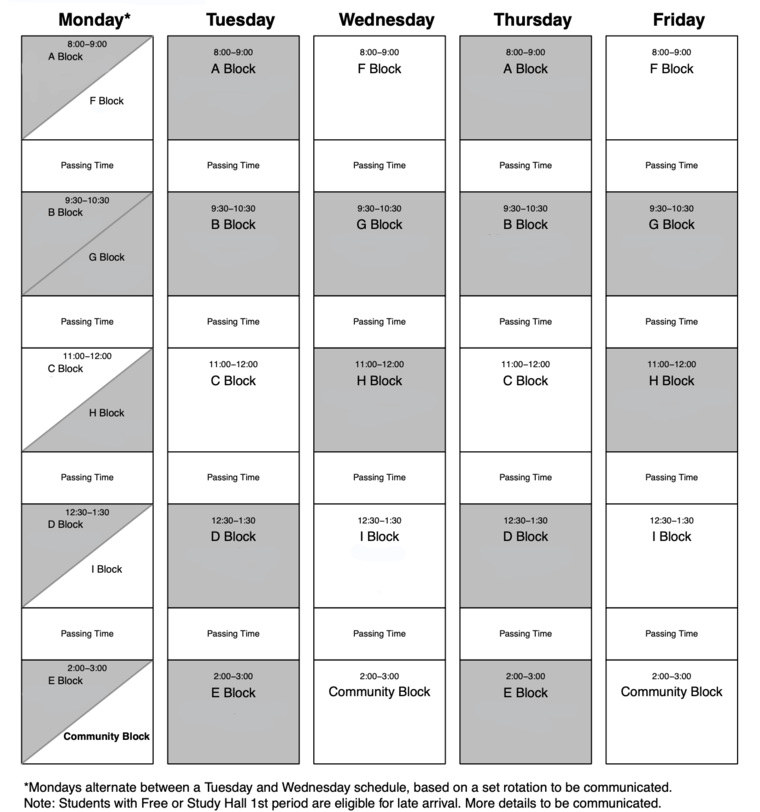 Monday* Tuesday Wednesday Thursday Friday
8:00–9:00 8:00–9:00 8:00–9:00 8:00–9:00 8:00–9:00
A Block A Block F Block A Block F Block
F Block
Passing Time Passing Time Passing Time Passing Time Passing Time
9:30–10:30 9:30–10:30 9:30–10:30 9:30–10:30 9:30–10:30
B Block B Block G Block B Block G Block
G Block
Passing Time Passing Time Passing Time Passing Time Passing Time
11:00–12:00 11:00–12:00 11:00–12:00 11:00–12:00 11:00–12:00
C Block C Block H Block C Block H Block
H Block
Passing Time Passing Time Passing Time Passing Time Passing Time
12:30–1:30 12:30–1:30 12:30–1:30 12:30–1:30 12:30–1:30
D Block D Block I Block D Block I Block
I Block
Passing Time Passing Time Passing Time Passing Time Passing Time
2:00–3:00 2:00–3:00 2:00–3:00 2:00–3:00 2:00–3:00
E Block E Block Community Block E Block Community Block
Community Block
*Mondays alternate between a Tuesday and Wednesday schedule, based on a set rotation to be communicated.
Note: Students with Free or Study Hall 1st period are eligible for late arrival. More details to be communicated.